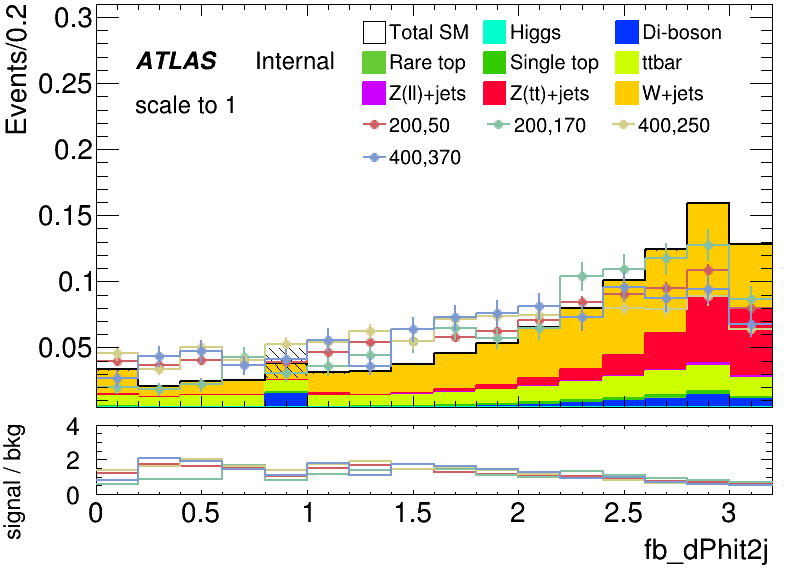 Events/0.2
0.3
0.25
0.2
0.15
0.1
0.05
ATLAS Internal
scale to 1
Total SM Higgs Di-boson
Rare top Single top ttbar
Z(ll)+jets Z(tt)+jets W+jets
200,50 200,170 400,250
400,370
signal / bkg
4
2
0
0 0.5 1 1.5 2 2.5 3
fb_dPhit2j